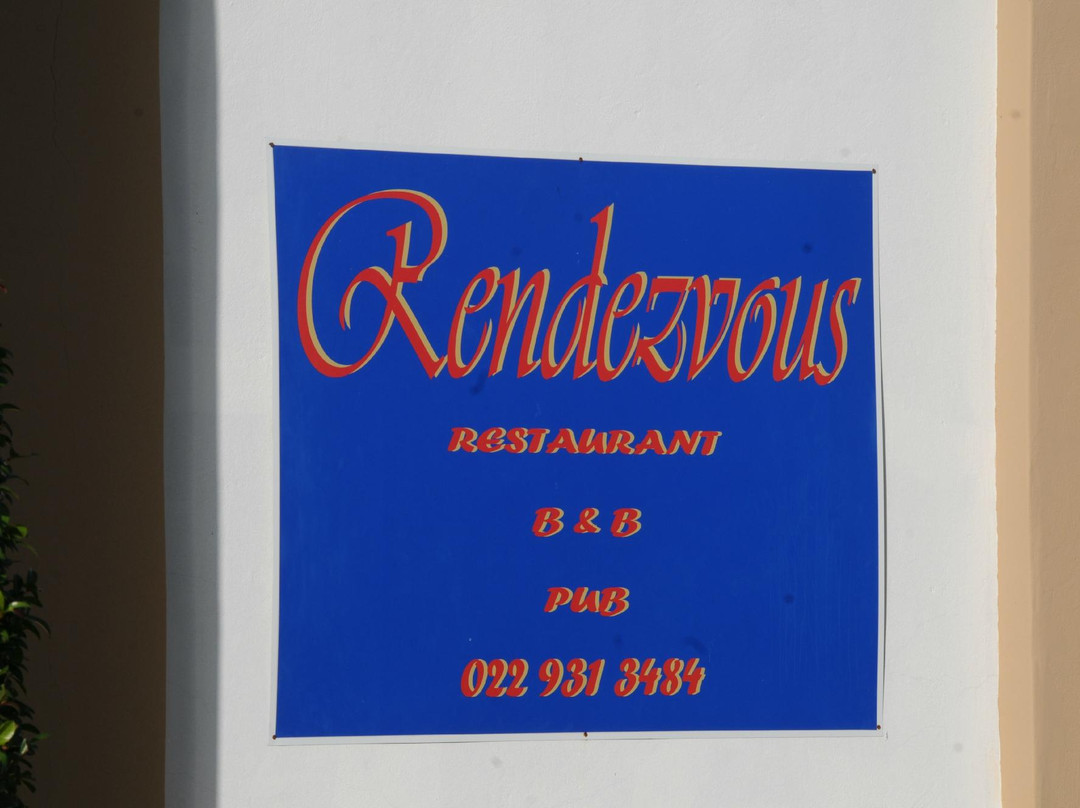 Rendezvous
RESTAURANT
B & B
PUB
022 931 3484